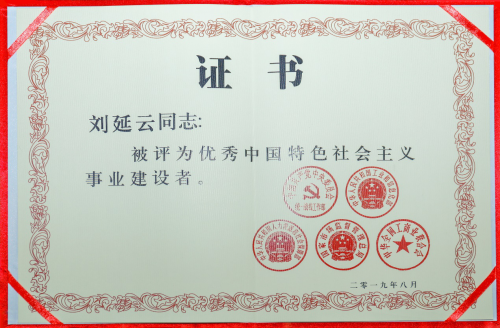 证书
刘延云同志:
被评为优秀中国特色社会主义
事业建设者。
二〇一九年八月